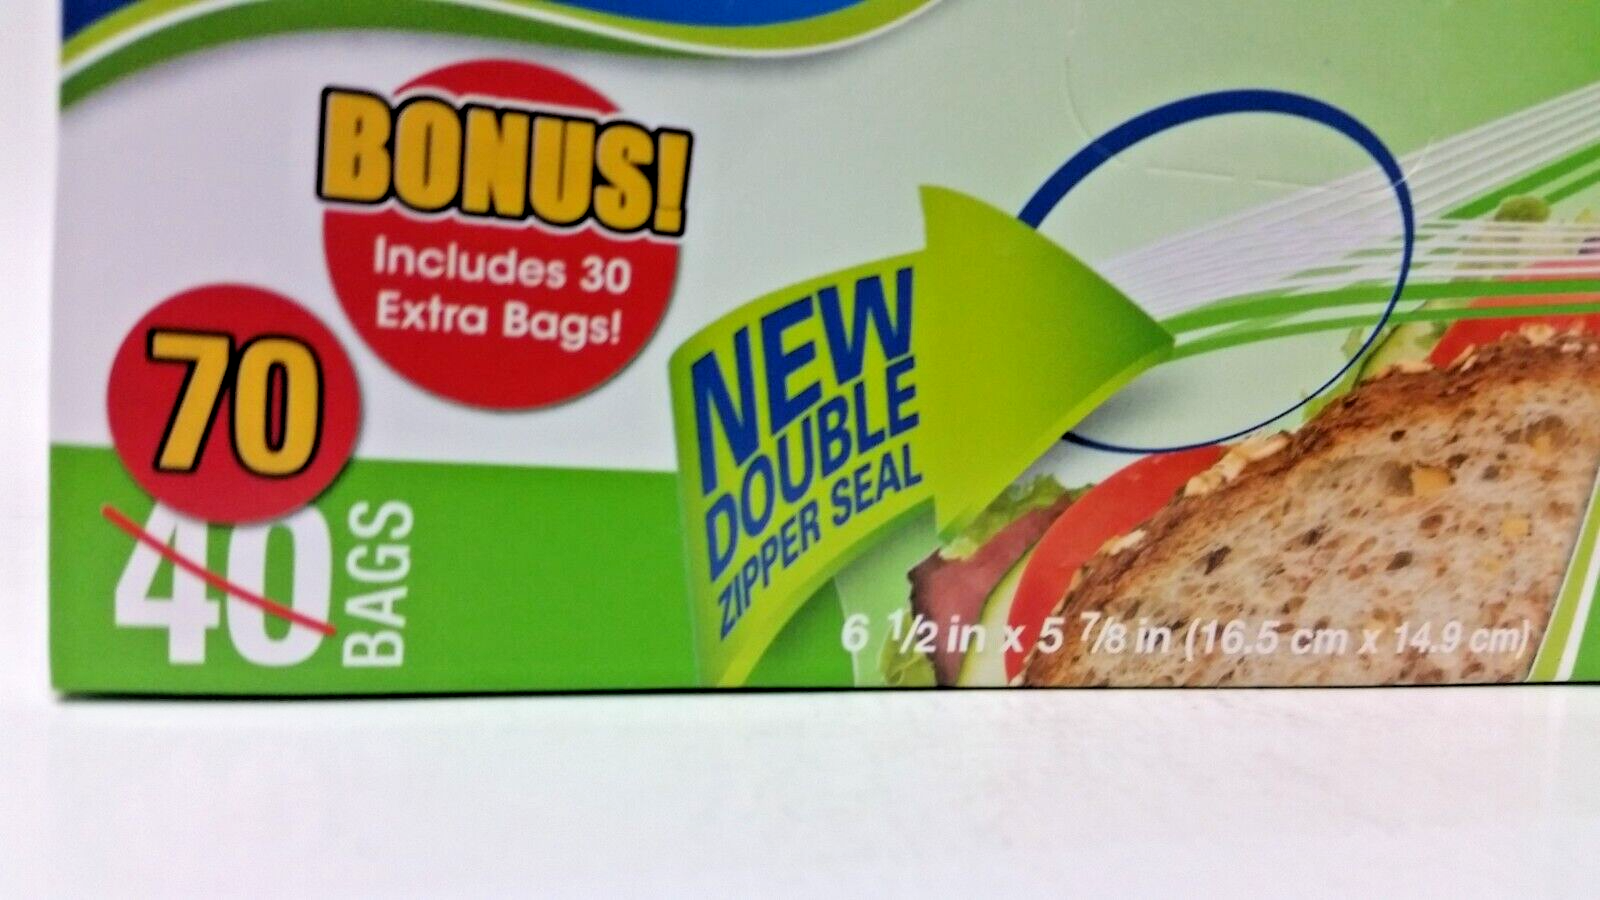 BONUS!
Includes 30
Extra Bags!
70
40
BAGS
NEW
DOUBLE
ZIPPER SEAL
6 1/2 in x 5 7/8 in (16.5 cm x 14.9 cm)